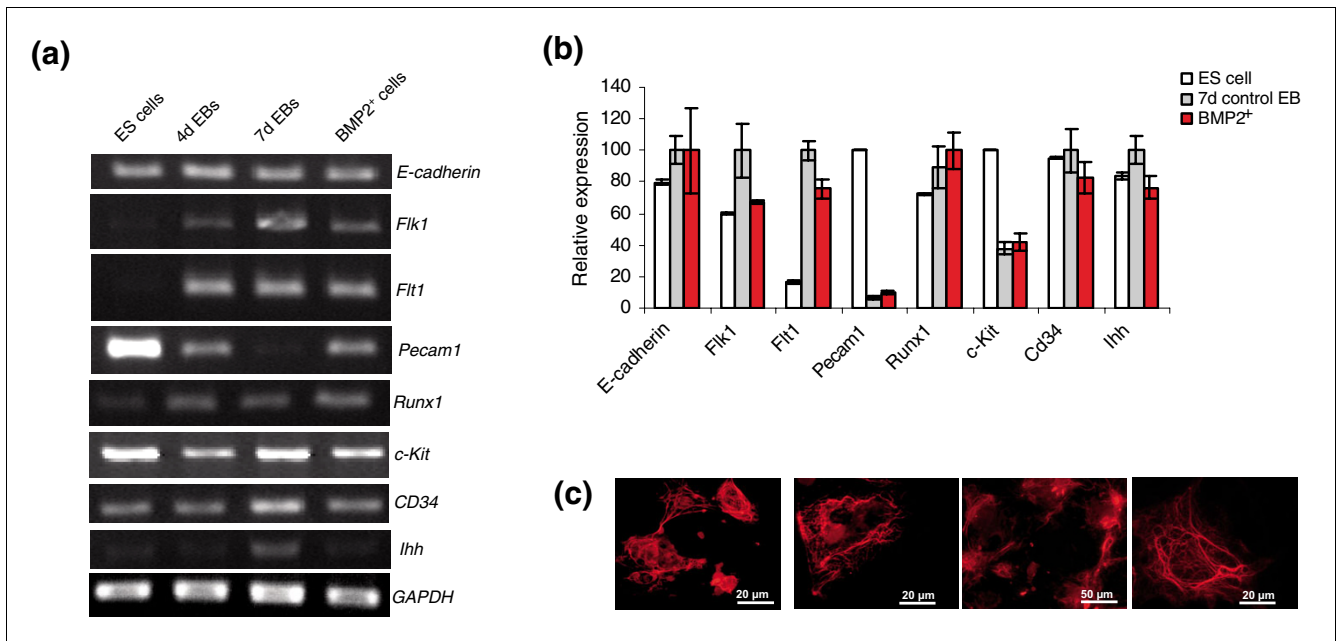 (a)
ES cells
4d EBs
7d EBs
BMP2+ cells
E-cadherin
Flk1
Flt1
Pecam1
Runx1
c-Kit
CD34
Ihh
GAPDH
(b)
ES cell
7d control EB
BMP2+
Relative expression
140
120
100
80
60
40
20
0
E-cadherin
Flk1
Flt1
Pecam1
Runx1
c-Kit
Cd34
Ihh
(c)
20 µm
20 µm
50 µm
20 µm